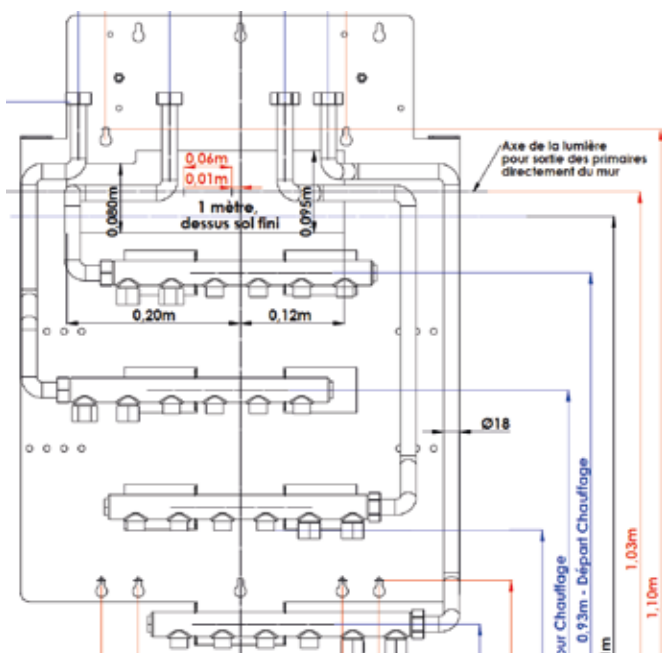 Axe de la lumière
pour sortie des primaires
directement du mur
0,06m
0,01m
0,080m
0,095m
1 mètre,
dessus sol fini
0,20m
0,12m
Ø18
Chauffage
0,93m - Départ Chauffage
1,03m
1,10m